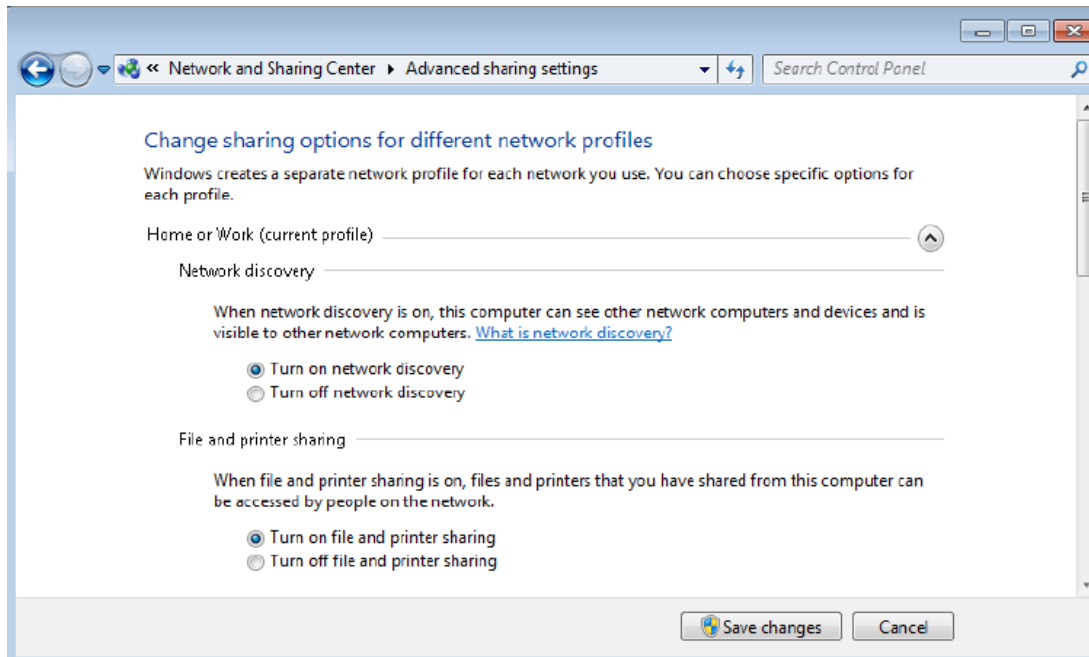 « Network and Sharing Center ▸ Advanced sharing settings
Search Control Panel
Change sharing options for different network profiles
Windows creates a separate network profile for each network you use. You can choose specific options for
each profile.
Home or Work (current profile)
Network discovery
When network discovery is on, this computer can see other network computers and devices and is
visible to other network computers. What is network discovery?
Turn on network discovery
Turn off network discovery
File and printer sharing
When file and printer sharing is on, files and printers that you have shared from this computer can
be accessed by people on the network.
Turn on file and printer sharing
Turn off file and printer sharing
Save changes
Cancel